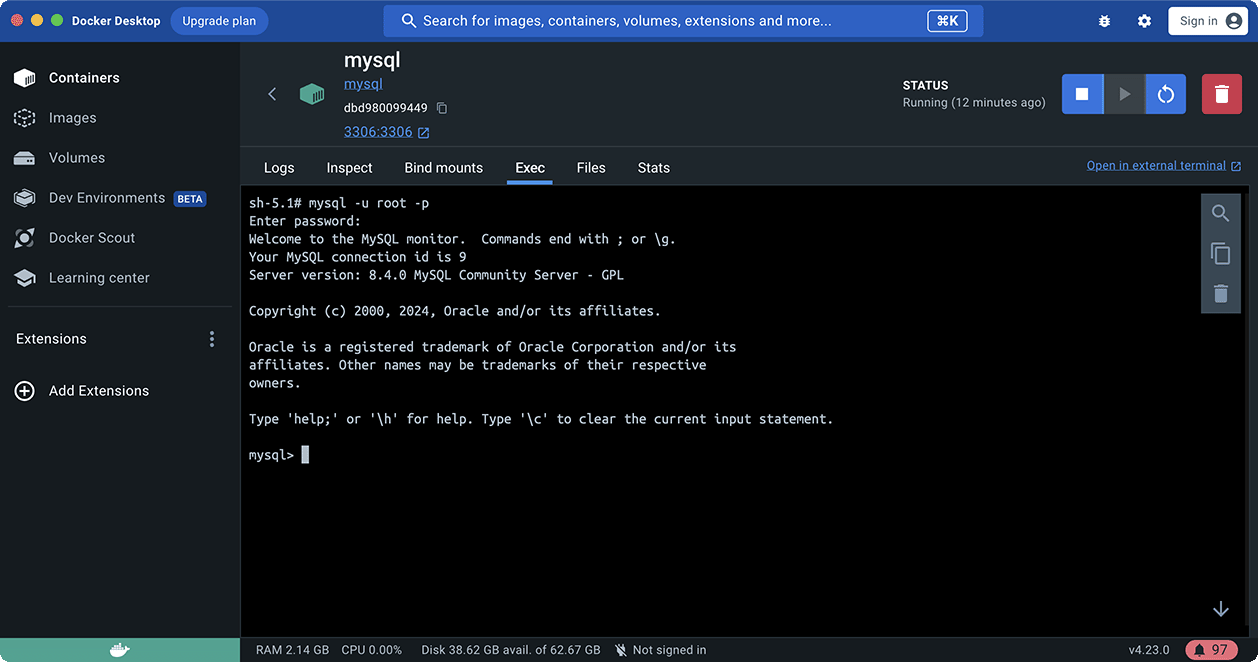 Docker Desktop
Upgrade plan
Search for images, containers, volumes, extensions and more...
⌘K
Sign in
Containers
Images
Volumes
Dev Environments BETA
Docker Scout
Learning center
Extensions
Add Extensions
mysql
mysql
dbd980099449
3306:3306
STATUS
Running (12 minutes ago)
Logs Inspect Bind mounts Exec Files Stats
Open in external terminal
sh-5.1# mysql -u root -p
Enter password:
Welcome to the MySQL monitor.  Commands end with ; or \g.
Your MySQL connection id is 9
Server version: 8.4.0 MySQL Community Server - GPL
Copyright (c) 2000, 2024, Oracle and/or its affiliates.
Oracle is a registered trademark of Oracle Corporation and/or its
affiliates. Other names may be trademarks of their respective
owners.
Type 'help;' or '\h' for help. Type '\c' to clear the current input statement.
mysql>
RAM 2.14 GB CPU 0.00% Disk 38.62 GB avail. of 62.67 GB Not signed in
v4.23.0
97